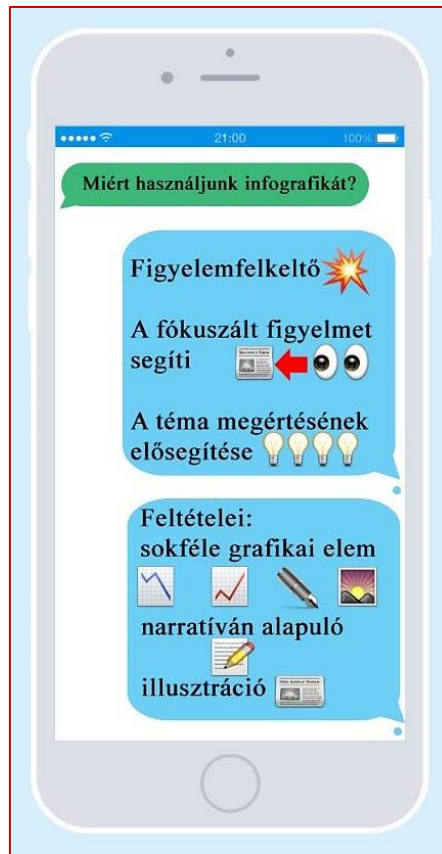 21:00
100%
Miért használjunk infografikát?
Figyelemfelkeltő
A fókuszált figyelmet
segíti
A téma megértésének
elősegítése
Feltételei:
sokféle grafikai elem
narratíván alapuló
illusztráció